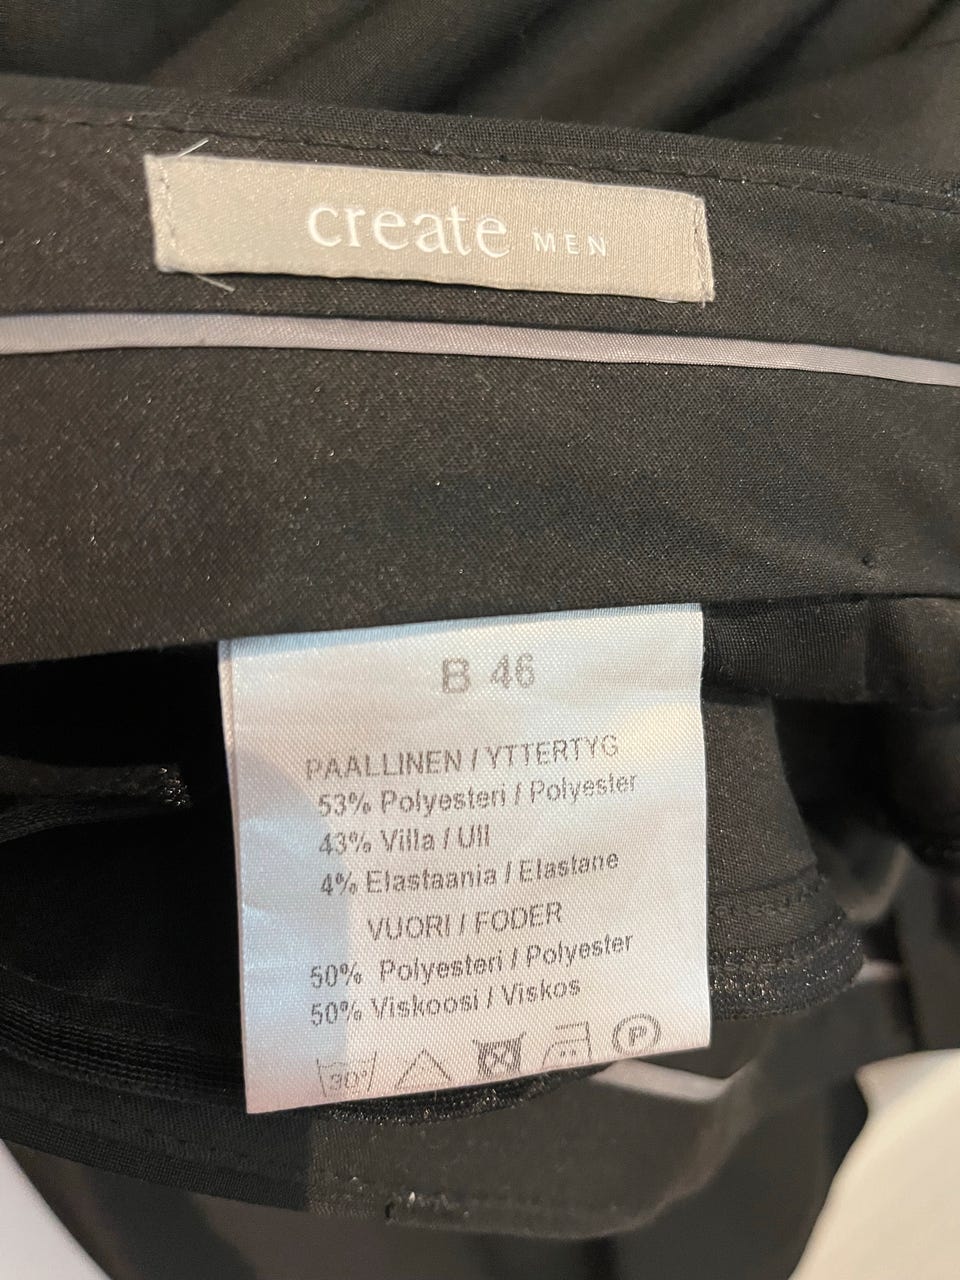 create MEN
B 46
PÄÄLLINEN / YTTERTYG
53% Polyesteri / Polyester
43% Villa / Ull
4% Elastaania / Elastane
VUORI / FODER
50% Polyesteri / Polyester
50% Viskoosi / Viskos
30° P